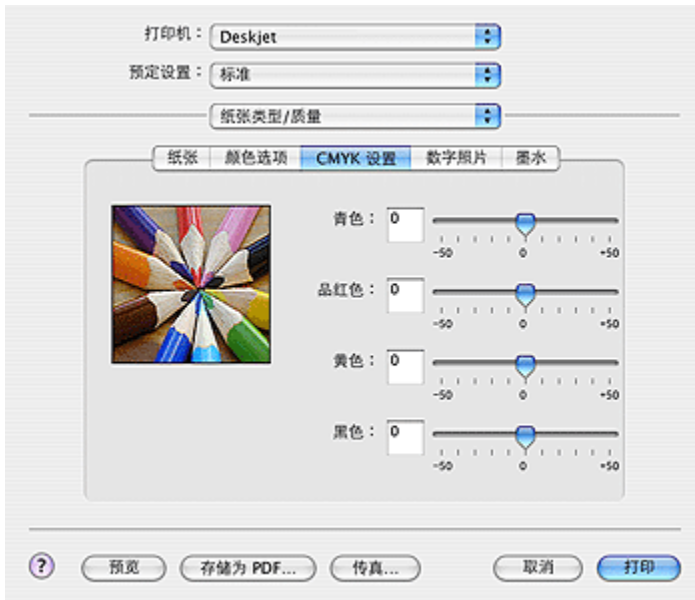 打印机： Deskjet
预定设置： 标准
纸张类型/质量
纸张 颜色选项 CMYK 设置 数字照片 墨水
青色： 0
-50 0 +50
品红色： 0
-50 0 +50
黄色： 0
-50 0 +50
黑色： 0
-50 0 +50
? 预览 存储为 PDF... 传真... 取消 打印